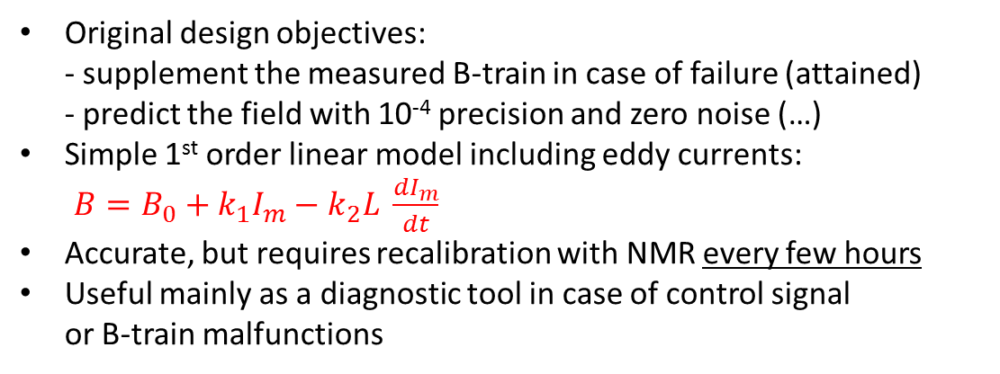 • Original design objectives:
- supplement the measured B-train in case of failure (attained)
- predict the field with 10⁻⁴ precision and zero noise (…)
• Simple 1ˢᵗ order linear model including eddy currents:
B = B₀ + k₁Iₘ − k₂L dIₘ/dt
• Accurate, but requires recalibration with NMR every few hours
• Useful mainly as a diagnostic tool in case of control signal
or B-train malfunctions